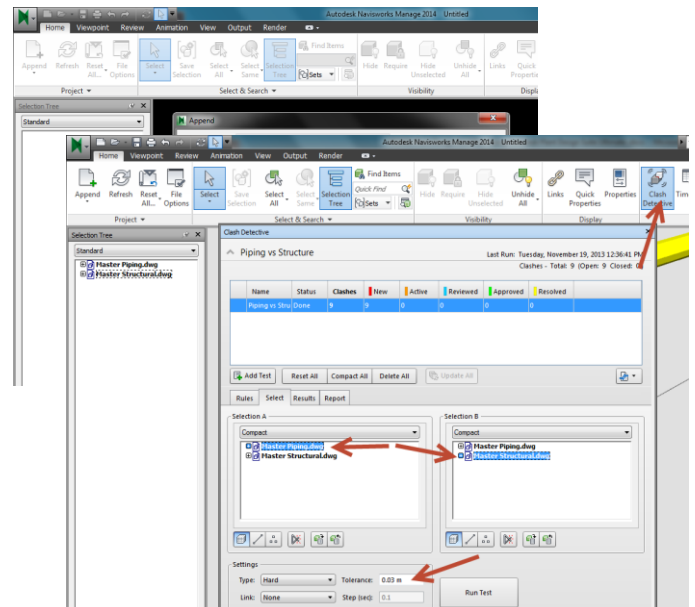 Autodesk Navisworks Manage 2014 Untitled
Home Viewpoint Review Animation View Output Render
Append Refresh Reset All... File Options Select Save Selection Select All Select Same Selection Tree Find Items Sets Hide Require Hide Unselected Unhide All Links Quick Properties
Project Select & Search Visibility Display
Selection Tree
Standard
Append
Autodesk Navisworks Manage 2014 Untitled
Home Viewpoint Review Animation View Output Render
Append Refresh Reset All... File Options Select Save Selection Select All Select Same Selection Tree Find Items Quick Find Sets Hide Require Hide Unselected Unhide All Links Quick Properties Properties Clash Detective Tim
Project Select & Search Visibility Display
Selection Tree
Standard
Master Piping.dwg
Master Structural.dwg
Clash Detective
Piping vs Structure
Last Run: Tuesday, November 19, 2013 12:36:41 PM
Clashes - Total: 9 (Open: 9 Closed: 0)
Name Status Clashes New Active Reviewed Approved Resolved
Piping vs Stru Done 9 9 0 0 0 0
Add Test Reset All Compact All Delete All Update All
Rules Select Results Report
Selection A
Compact
Master Piping.dwg
Master Structural.dwg
Selection B
Compact
Master Piping.dwg
Master Structural.dwg
Settings
Type: Hard Tolerance: 0.03 m
Link: None Step (sec): 0.1
Run Test